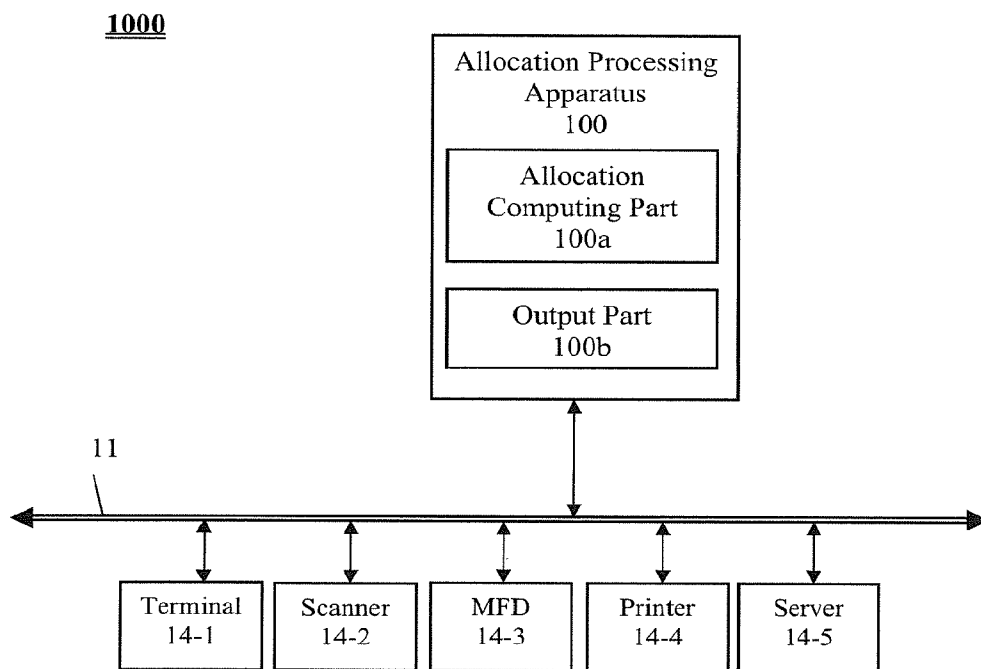 1000
Allocation Processing
Apparatus
100
Allocation
Computing Part
100a
Output Part
100b
11
Terminal
14-1
Scanner
14-2
MFD
14-3
Printer
14-4
Server
14-5